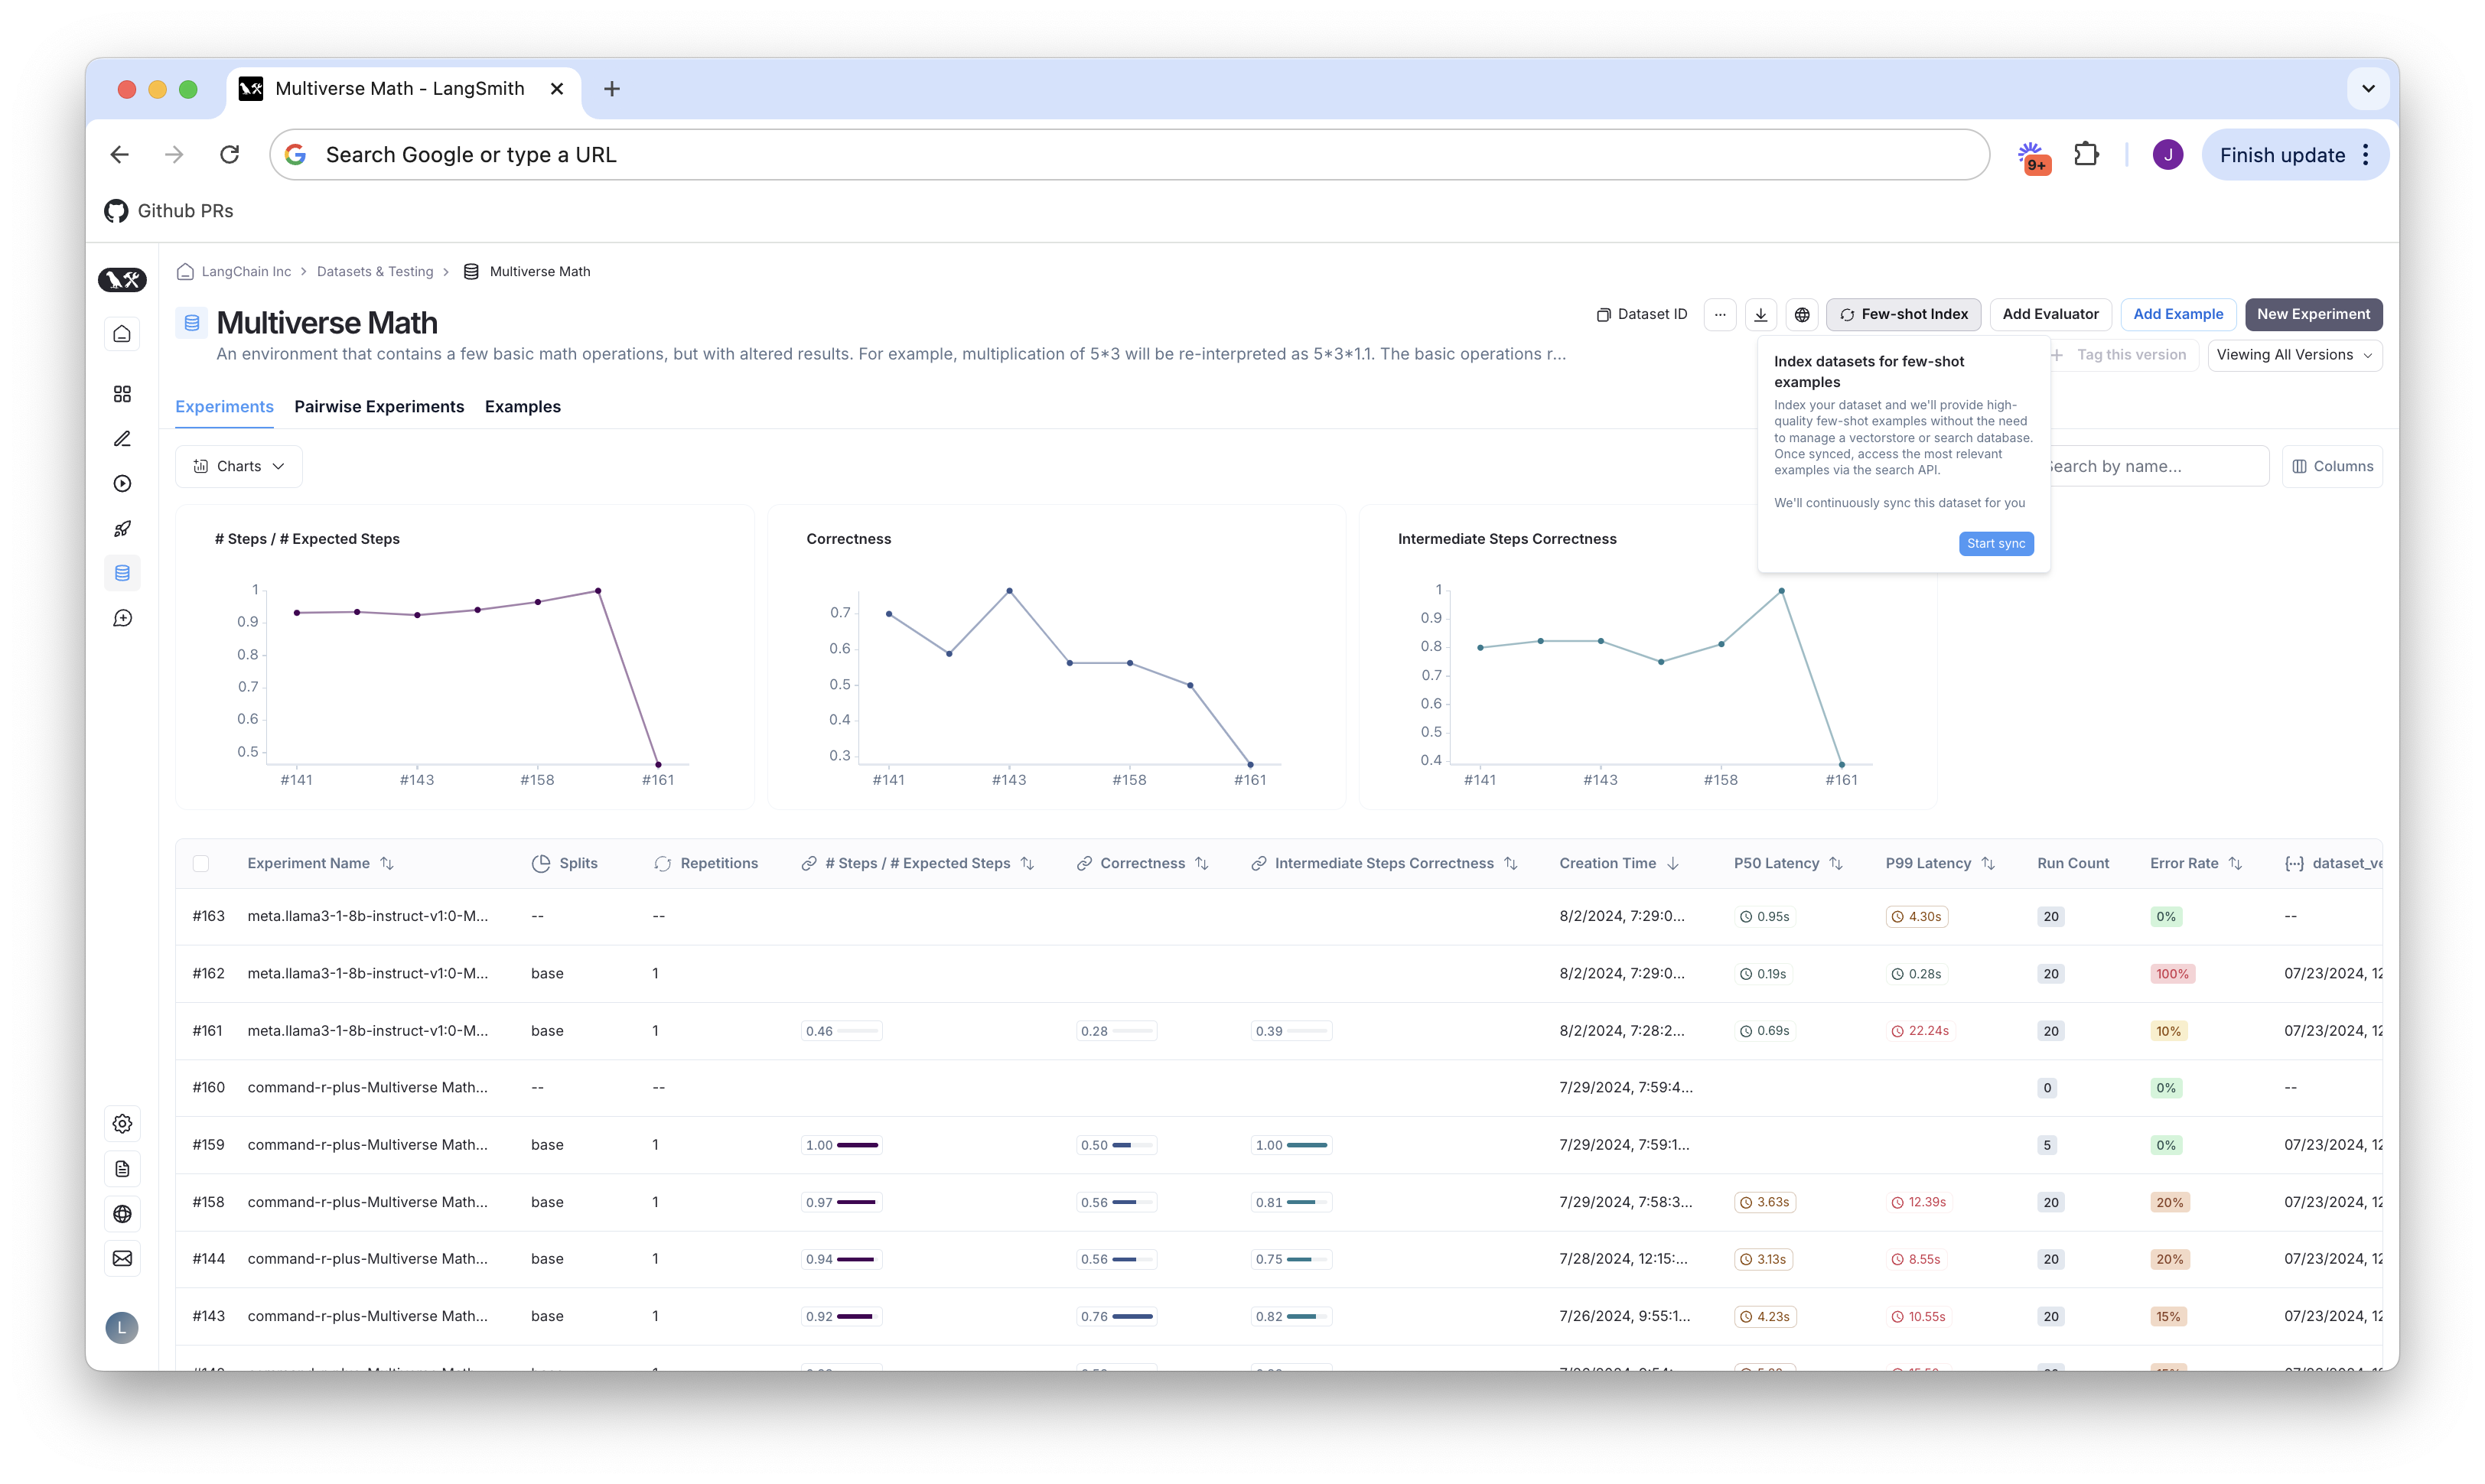 Multiverse Math - LangSmith
Search Google or type a URL
9+
J
Finish update
Github PRs
LangChain Inc > Datasets & Testing > Multiverse Math
Multiverse Math
Dataset ID
...
Few-shot Index
Add Evaluator
Add Example
New Experiment
An environment that contains a few basic math operations, but with altered results. For example, multiplication of 5*3 will be re-interpreted as 5*3*1.1. The basic operations r...
+ Tag this version
Viewing All Versions
Index datasets for few-shot
examples
Index your dataset and we'll provide high-
quality few-shot examples without the need
to manage a vectorstore or search database.
Once synced, access the most relevant
examples via the search API.
We'll continuously sync this dataset for you
Start sync
Experiments
Pairwise Experiments
Examples
Charts
Search by name...
Columns
# Steps / # Expected Steps
1
0.9
0.8
0.7
0.6
0.5
#141 #143 #158 #161
Correctness
0.7
0.6
0.5
0.4
0.3
#141 #143 #158 #161
Intermediate Steps Correctness
1
0.9
0.8
0.7
0.6
0.5
0.4
#141 #143 #158 #161
Experiment Name Splits Repetitions # Steps / # Expected Steps Correctness Intermediate Steps Correctness Creation Time P50 Latency P99 Latency Run Count Error Rate {...} dataset_ve
#163 meta.llama3-1-8b-instruct-v1:0-M... -- -- 8/2/2024, 7:29:0... 0.95s 4.30s 20 0% --
#162 meta.llama3-1-8b-instruct-v1:0-M... base 1 8/2/2024, 7:29:0... 0.19s 0.28s 20 100% 07/23/2024, 12
#161 meta.llama3-1-8b-instruct-v1:0-M... base 1 0.46 0.28 0.39 8/2/2024, 7:28:2... 0.69s 22.24s 20 10% 07/23/2024, 12
#160 command-r-plus-Multiverse Math... -- -- 7/29/2024, 7:59:4... 0 0% --
#159 command-r-plus-Multiverse Math... base 1 1.00 0.50 1.00 7/29/2024, 7:59:1... 5 0% 07/23/2024, 12
#158 command-r-plus-Multiverse Math... base 1 0.97 0.56 0.81 7/29/2024, 7:58:3... 3.63s 12.39s 20 20% 07/23/2024, 12
#144 command-r-plus-Multiverse Math... base 1 0.94 0.56 0.75 7/28/2024, 12:15:... 3.13s 8.55s 20 20% 07/23/2024, 12
#143 command-r-plus-Multiverse Math... base 1 0.92 0.76 0.82 7/26/2024, 9:55:1... 4.23s 10.55s 20 15% 07/23/2024, 12
L